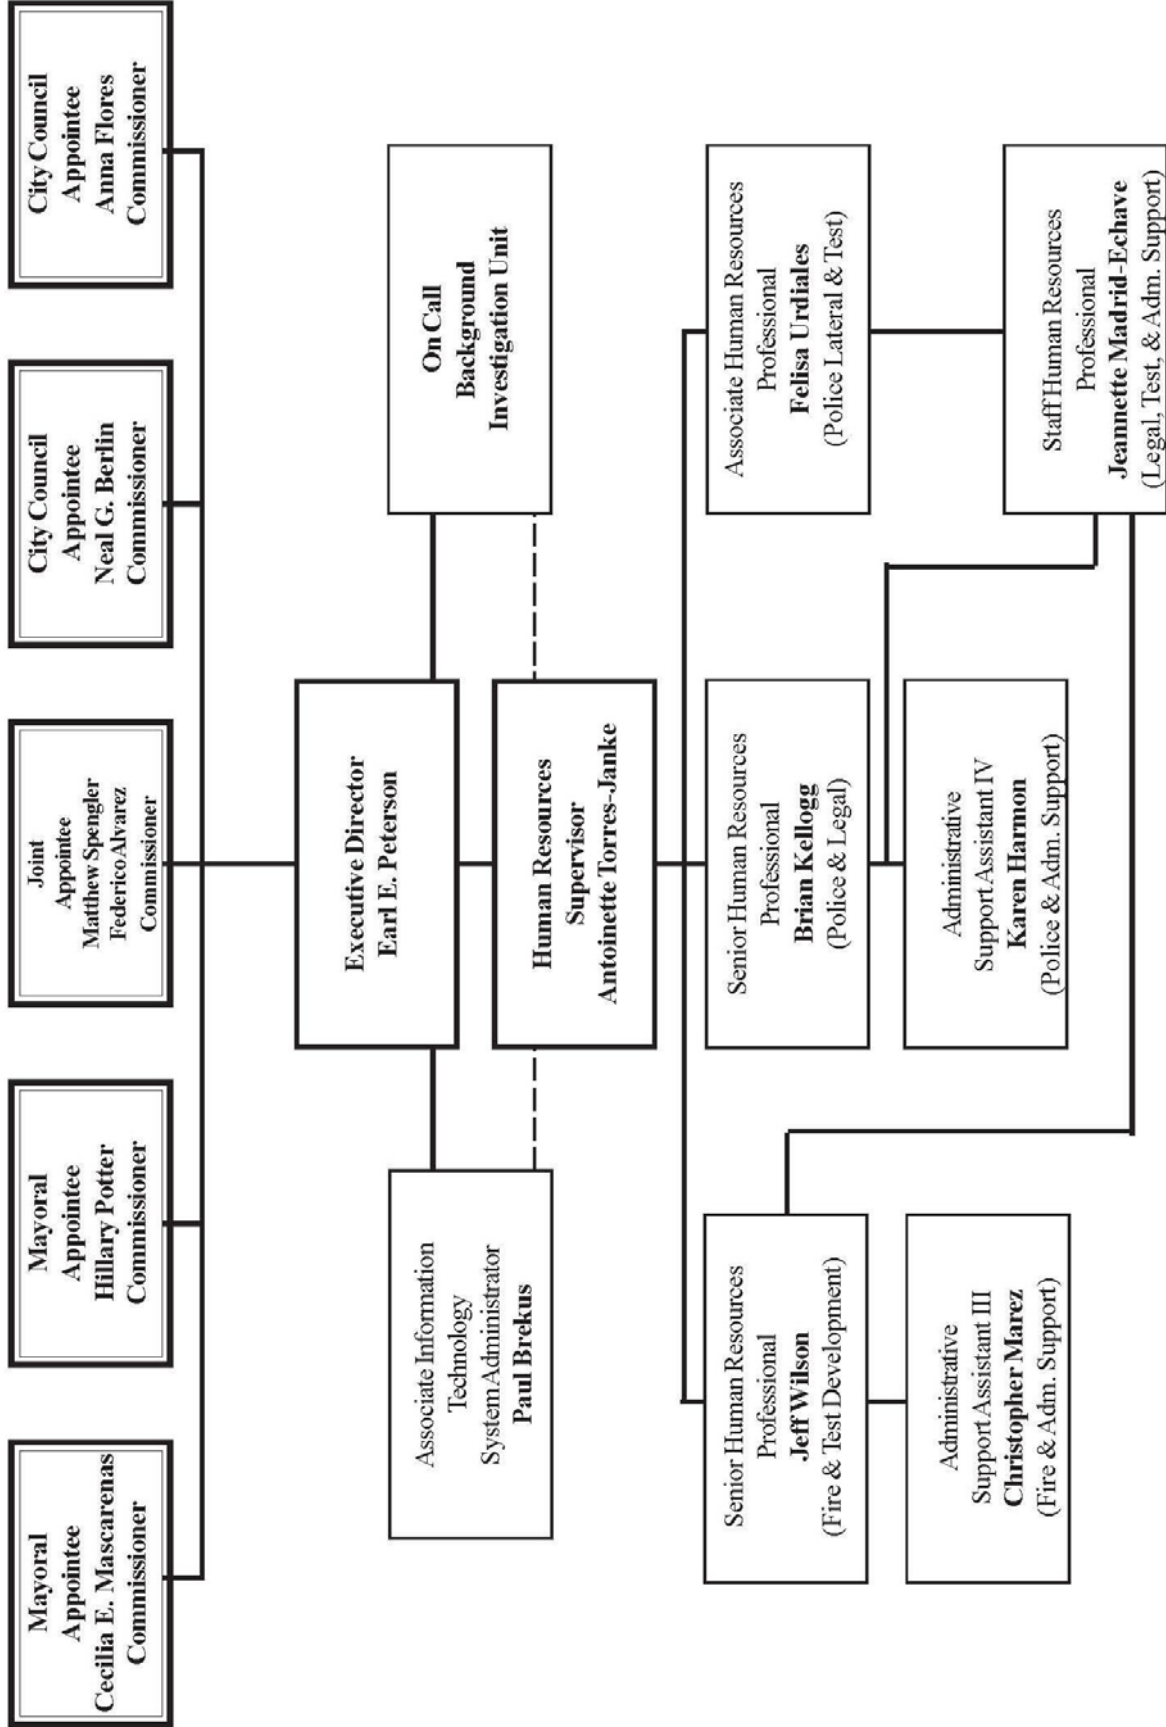 Mayoral
Appointee
Cecilia E. Mascarenas
Commissioner
Mayoral
Appointee
Hillary Potter
Commissioner
Joint
Appointee
Matthew Spengler
Federico Alvarez
Commissioner
City Council
Appointee
Neal G. Berlin
Commissioner
City Council
Appointee
Anna Flores
Commissioner
Executive Director
Earl E. Peterson
Associate Information
Technology
System Administrator
Paul Brekus
On Call
Background
Investigation Unit
Human Resources
Supervisor
Antoinette Torres-Janke
Senior Human Resources
Professional
Jeff Wilson
(Fire & Test Development)
Senior Human Resources
Professional
Brian Kellogg
(Police & Legal)
Associate Human Resources
Professional
Felisa Urdiales
(Police Lateral & Test)
Administrative
Support Assistant III
Christopher Marez
(Fire & Adm. Support)
Administrative
Support Assistant IV
Karen Harmon
(Police & Adm. Support)
Staff Human Resources
Professional
Jeannette Madrid-Echave
(Legal, Test, & Adm. Support)